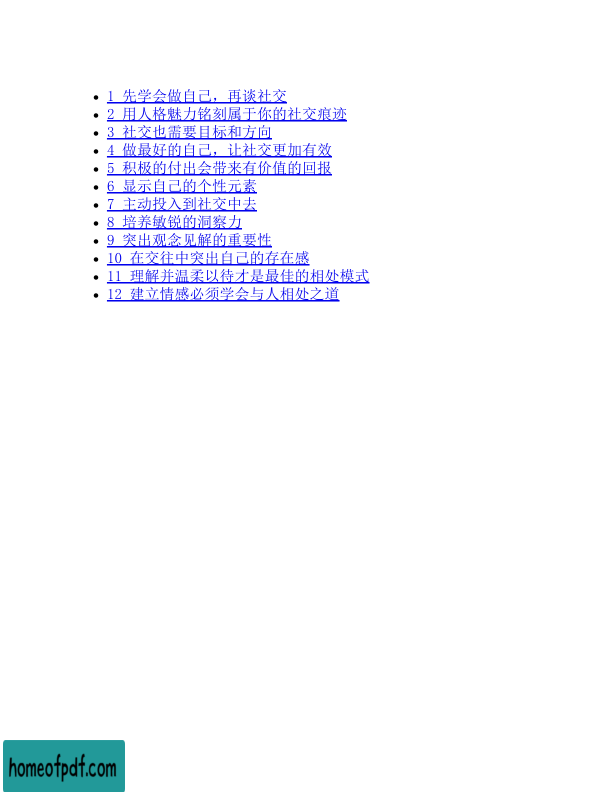 1 先学会做自己，再谈社交
2 用人格魅力铭刻属于你的社交痕迹
3 社交也需要目标和方向
4 做最好的自己，让社交更加有效
5 积极的付出会带来有价值的回报
6 显示自己的个性元素
7 主动投入到社交中去
8 培养敏锐的洞察力
9 突出观念见解的重要性
10 在交往中突出自己的存在感
11 理解并温柔以待才是最佳的相处模式
12 建立情感必须学会与人相处之道
homeofpdf.com